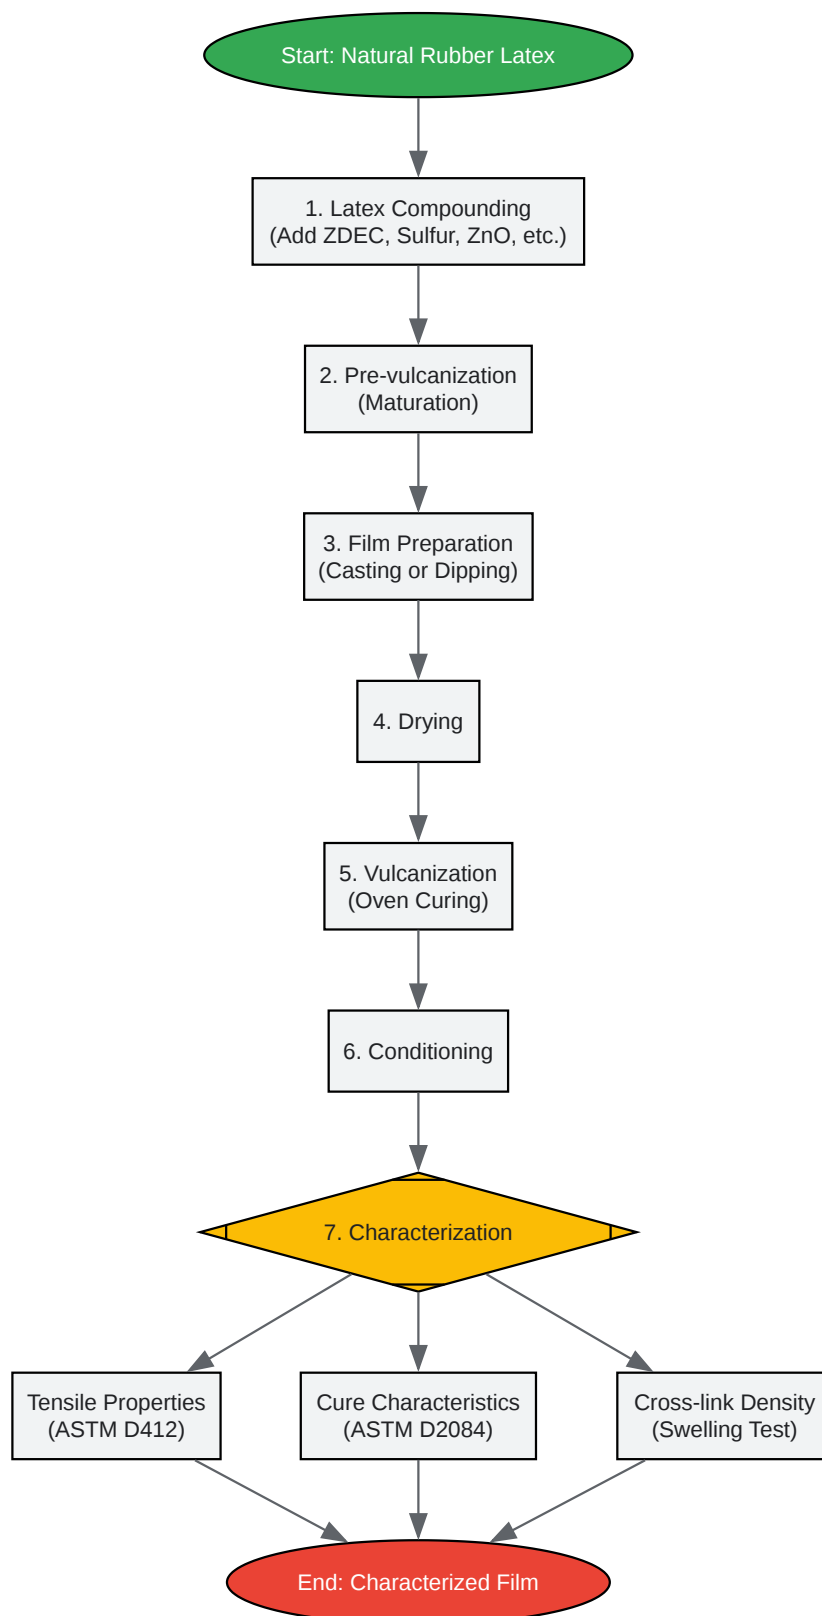 Start: Natural Rubber Latex
1. Latex Compounding
(Add ZDEC, Sulfur, ZnO, etc.)
2. Pre-vulcanization
(Maturation)
3. Film Preparation
(Casting or Dipping)
4. Drying
5. Vulcanization
(Oven Curing)
6. Conditioning
7. Characterization
Tensile Properties
(ASTM D412)
Cure Characteristics
(ASTM D2084)
Cross-link Density
(Swelling Test)
End: Characterized Film